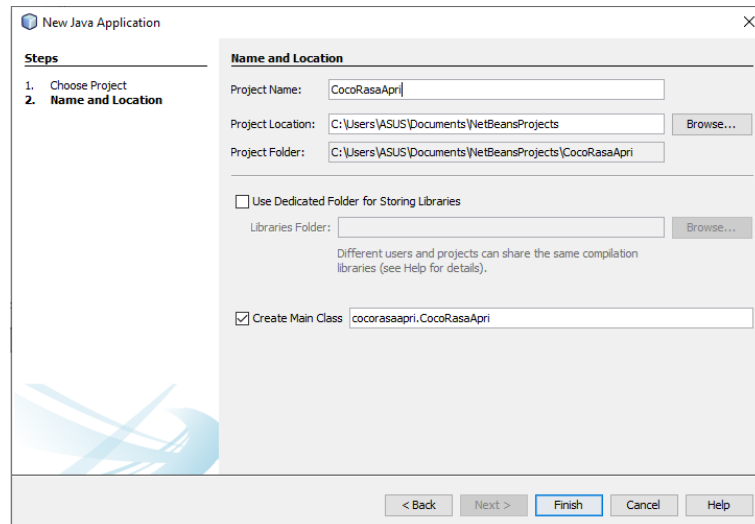 New Java Application
Steps
1. Choose Project
2. Name and Location
Name and Location
Project Name: CocoRasaApri
Project Location: C:\Users\ASUS\Documents\NetBeansProjects Browse...
Project Folder: C:\Users\ASUS\Documents\NetBeansProjects\CocoRasaApri
Use Dedicated Folder for Storing Libraries
Libraries Folder: Browse...
Different users and projects can share the same compilation
libraries (see Help for details).
Create Main Class cocorasaapri.CocoRasaApri
< Back Next > Finish Cancel Help